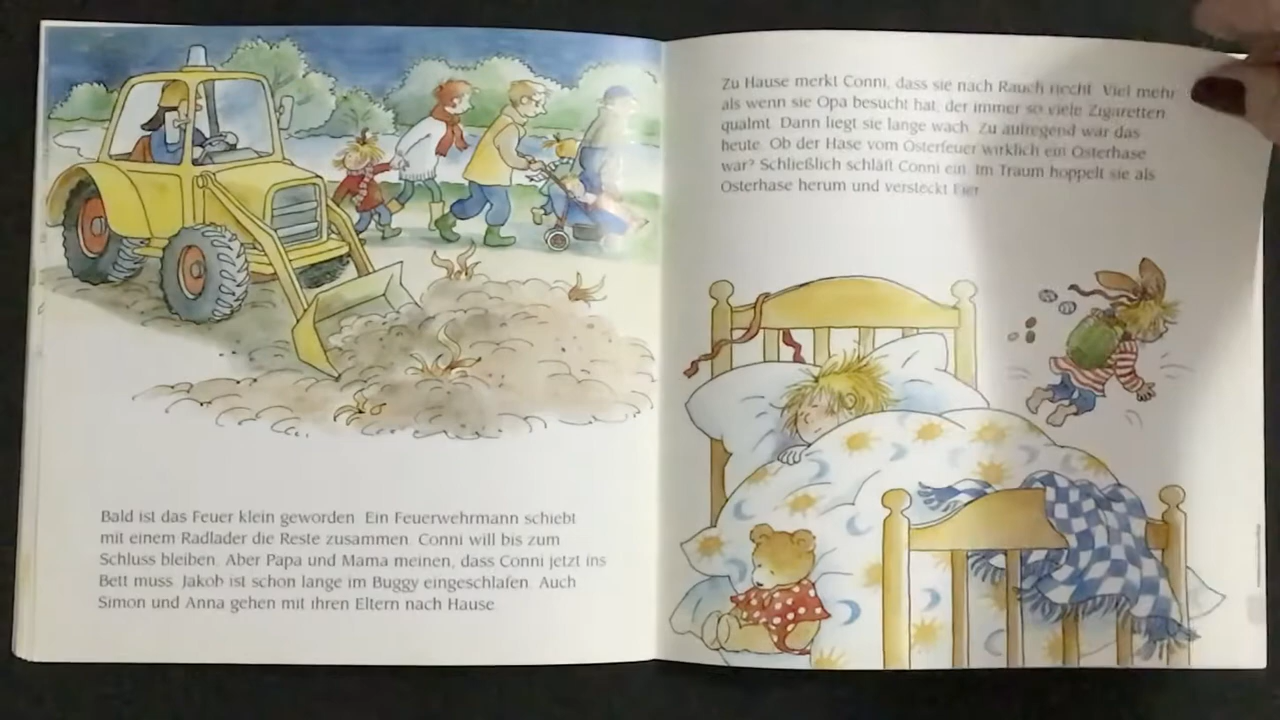 Bald ist das Feuer klein geworden. Ein Feuerwehrmann schiebt
mit einem Radlader die Reste zusammen. Conni will bis zum
Schluss bleiben. Aber Papa und Mama meinen, dass Conni jetzt ins
Bett muss. Jakob ist schon lange im Buggy eingeschlafen. Auch
Simon und Anna gehen mit ihren Eltern nach Hause.
Zu Hause merkt Conni, dass sie nach Rauch riecht. Viel mehr
als wenn sie Opa besucht hat, der immer so viele Zigaretten
qualmt. Dann liegt sie lange wach. Zu aufregend war das
heute. Ob der Hase vom Osterfeuer wirklich ein Osterhase
war? Schließlich schläft Conni ein. Im Traum hoppelt sie als
Osterhase herum und versteckt Eier.